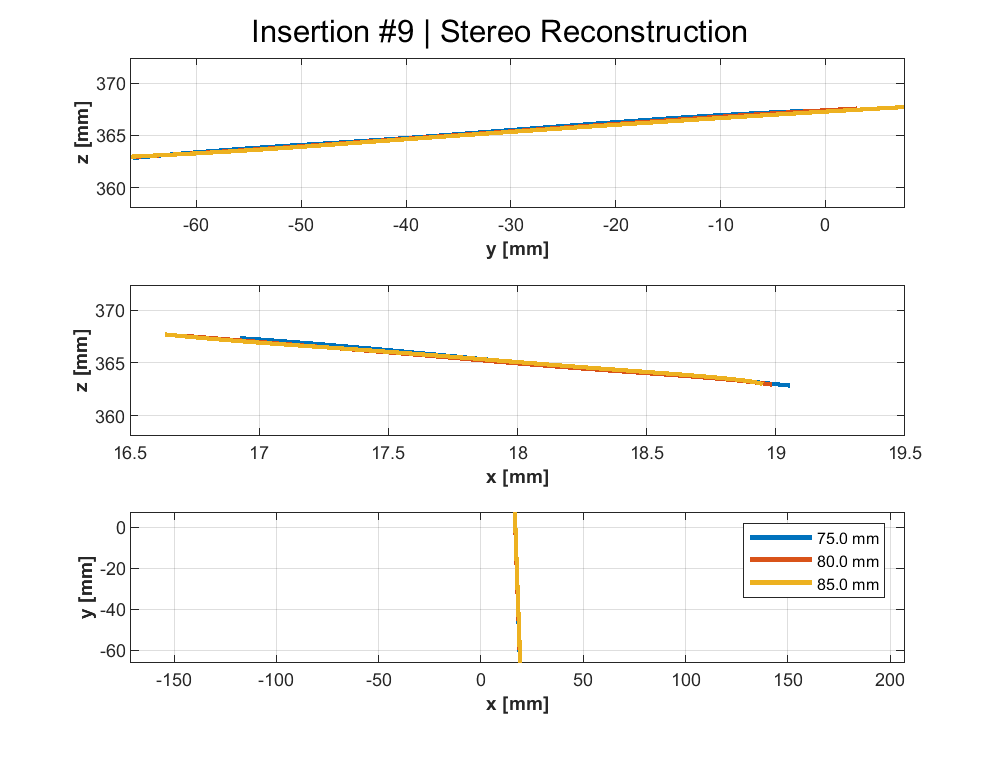 Insertion #9 | Stereo Reconstruction
370
365
360
z [mm]
-60 -50 -40 -30 -20 -10 0
y [mm]
370
365
360
z [mm]
16.5 17 17.5 18 18.5 19 19.5
x [mm]
0
-20
-40
-60
y [mm]
75.0 mm
80.0 mm
85.0 mm
-150 -100 -50 0 50 100 150 200
x [mm]